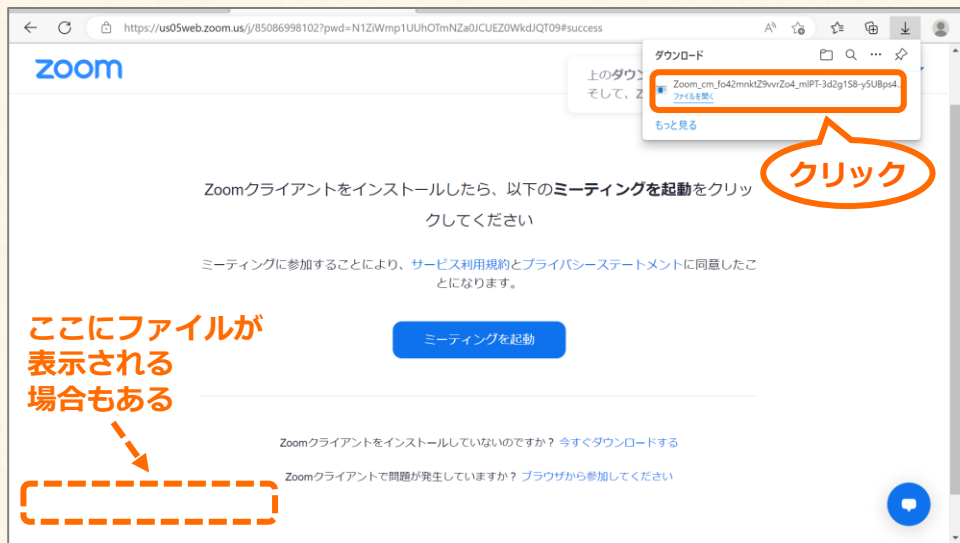 https://us05web.zoom.us/j/85086998102?pwd=N1ZiWmp1UUhOTmNZa0JCUEZ0WkdJQT09#success
zoom
上のダウン
そして、Z
ダウンロード
Zoom_cm_fo42mnktZ9vvrZo4_mlPT-3d2g1S8-y5UBps4...
ファイルを開く
もっと見る
クリック
Zoomクライアントをインストールしたら、以下のミーティングを起動をクリッ
クしてください
ミーティングに参加することにより、サービス利用規約とプライバシーステートメントに同意したこ
とになります。
ミーティングを起動
ここにファイルが
表示される
場合もある
Zoomクライアントをインストールしていないのですか？ 今すぐダウンロードする
Zoomクライアントで問題が発生していますか？ ブラウザから参加してください